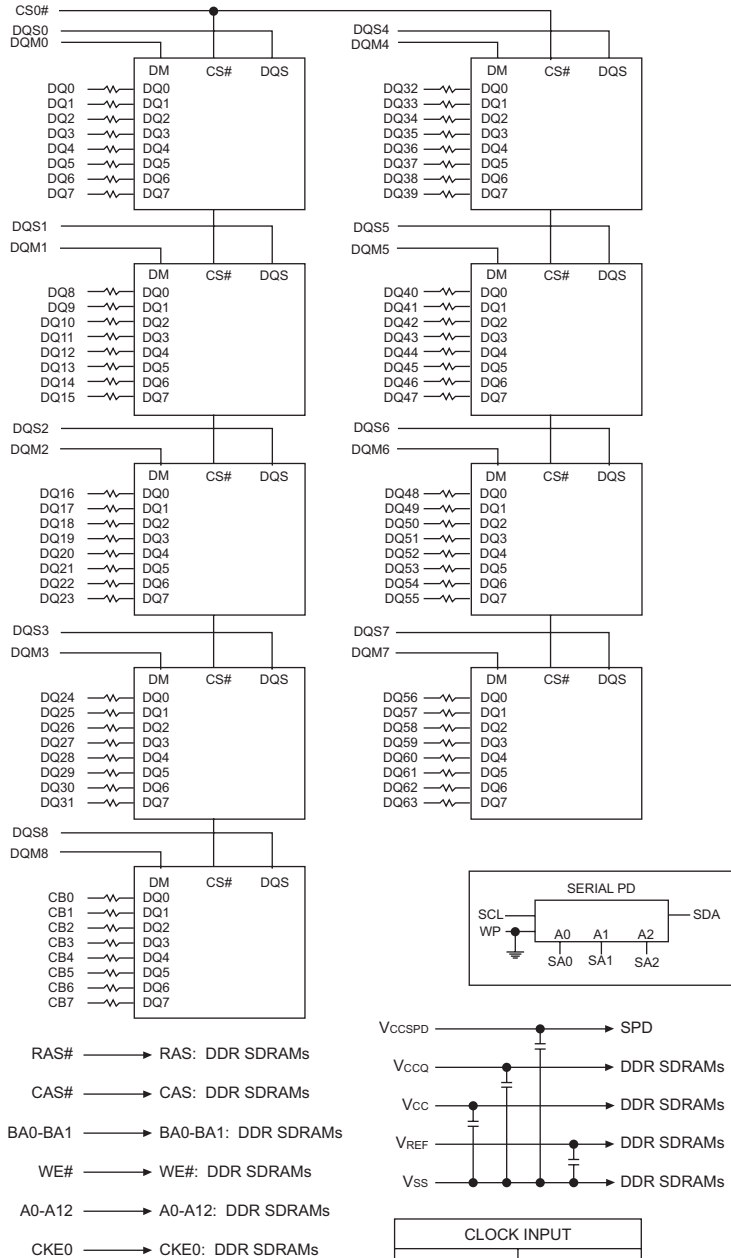 CS0#
DQS0
DQM0
DM CS# DQS
DQ0 DQ0
DQ1 DQ1
DQ2 DQ2
DQ3 DQ3
DQ4 DQ4
DQ5 DQ5
DQ6 DQ6
DQ7 DQ7
DQS1
DQM1
DM CS# DQS
DQ8 DQ0
DQ9 DQ1
DQ10 DQ2
DQ11 DQ3
DQ12 DQ4
DQ13 DQ5
DQ14 DQ6
DQ15 DQ7
DQS2
DQM2
DM CS# DQS
DQ16 DQ0
DQ17 DQ1
DQ18 DQ2
DQ19 DQ3
DQ20 DQ4
DQ21 DQ5
DQ22 DQ6
DQ23 DQ7
DQS3
DQM3
DM CS# DQS
DQ24 DQ0
DQ25 DQ1
DQ26 DQ2
DQ27 DQ3
DQ28 DQ4
DQ29 DQ5
DQ30 DQ6
DQ31 DQ7
DQS8
DQM8
DM CS# DQS
CB0 DQ0
CB1 DQ1
CB2 DQ2
CB3 DQ3
CB4 DQ4
CB5 DQ5
CB6 DQ6
CB7 DQ7
RAS# RAS: DDR SDRAMs
CAS# CAS: DDR SDRAMs
BA0-BA1 BA0-BA1: DDR SDRAMs
WE# WE#: DDR SDRAMs
A0-A12 A0-A12: DDR SDRAMs
CKE0 CKE0: DDR SDRAMs
DQS4
DQM4
DM CS# DQS
DQ32 DQ0
DQ33 DQ1
DQ34 DQ2
DQ35 DQ3
DQ36 DQ4
DQ37 DQ5
DQ38 DQ6
DQ39 DQ7
DQS5
DQM5
DM CS# DQS
DQ40 DQ0
DQ41 DQ1
DQ42 DQ2
DQ43 DQ3
DQ44 DQ4
DQ45 DQ5
DQ46 DQ6
DQ47 DQ7
DQS6
DQM6
DM CS# DQS
DQ48 DQ0
DQ49 DQ1
DQ50 DQ2
DQ51 DQ3
DQ52 DQ4
DQ53 DQ5
DQ54 DQ6
DQ55 DQ7
DQS7
DQM7
DM CS# DQS
DQ56 DQ0
DQ57 DQ1
DQ58 DQ2
DQ59 DQ3
DQ60 DQ4
DQ61 DQ5
DQ62 DQ6
DQ63 DQ7
SERIAL PD
SCL SDA
WP A0 A1 A2
SA0 SA1 SA2
VCCSPD SPD
VCCQ DDR SDRAMs
VCC DDR SDRAMs
VREF DDR SDRAMs
VSS DDR SDRAMs
CLOCK INPUT